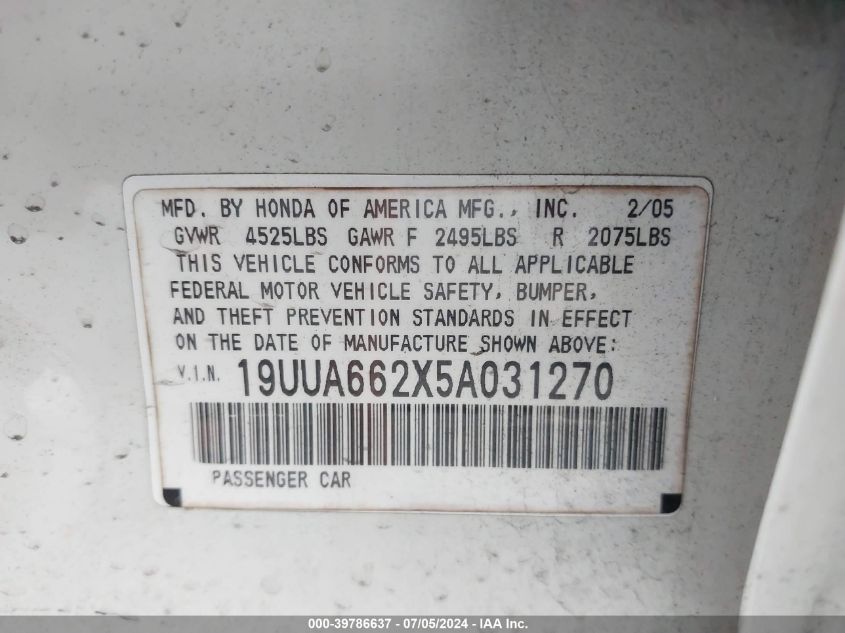 MFD. BY HONDA OF AMERICA MFG., INC. 2/05
GVWR 4525LBS GAWR F 2495LBS R 2075LBS
THIS VEHICLE CONFORMS TO ALL APPLICABLE
FEDERAL MOTOR VEHICLE SAFETY, BUMPER,
AND THEFT PREVENTION STANDARDS IN EFFECT
ON THE DATE OF MANUFACTURE SHOWN ABOVE:
V.I.N. 19UUA662X5A031270
PASSENGER CAR
000-39786637 - 07/05/2024 - IAA Inc.